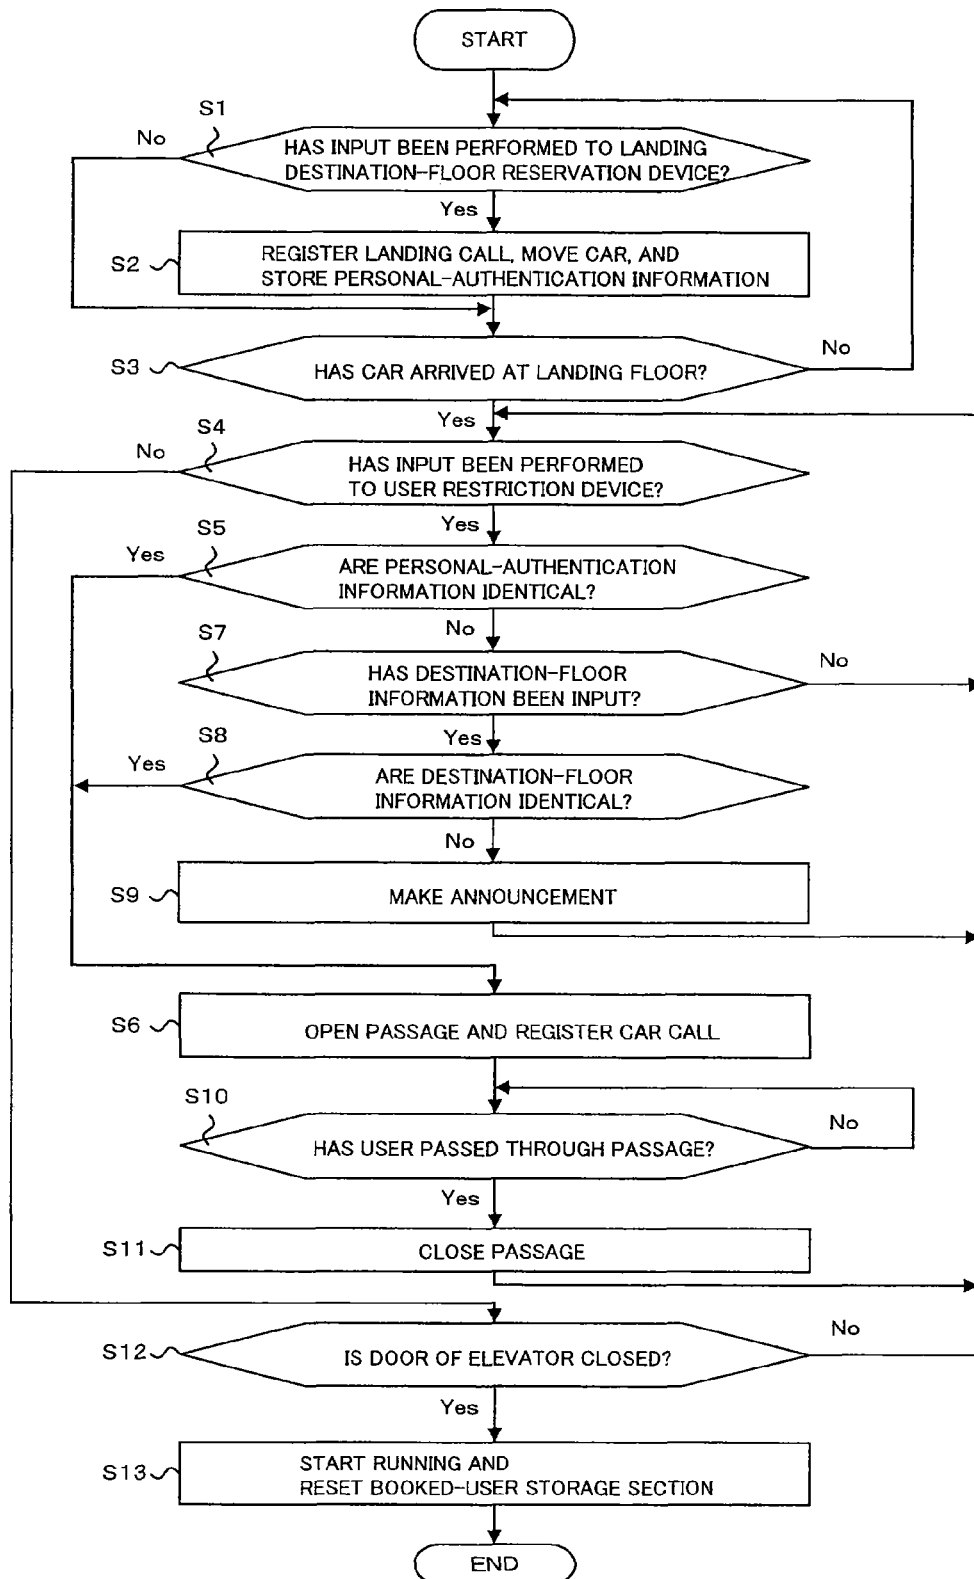 START
S1
No
HAS INPUT BEEN PERFORMED TO LANDING
DESTINATION-FLOOR RESERVATION DEVICE?
Yes
S2
REGISTER LANDING CALL, MOVE CAR, AND
STORE PERSONAL-AUTHENTICATION INFORMATION
S3
HAS CAR ARRIVED AT LANDING FLOOR?
No
Yes
S4
No
HAS INPUT BEEN PERFORMED
TO USER RESTRICTION DEVICE?
Yes
S5
Yes
ARE PERSONAL-AUTHENTICATION
INFORMATION IDENTICAL?
No
S7
HAS DESTINATION-FLOOR
INFORMATION BEEN INPUT?
No
Yes
S8
Yes
ARE DESTINATION-FLOOR
INFORMATION IDENTICAL?
No
S9
MAKE ANNOUNCEMENT
S6
OPEN PASSAGE AND REGISTER CAR CALL
S10
HAS USER PASSED THROUGH PASSAGE?
No
Yes
S11
CLOSE PASSAGE
S12
IS DOOR OF ELEVATOR CLOSED?
No
Yes
S13
START RUNNING AND
RESET BOOKED-USER STORAGE SECTION
END